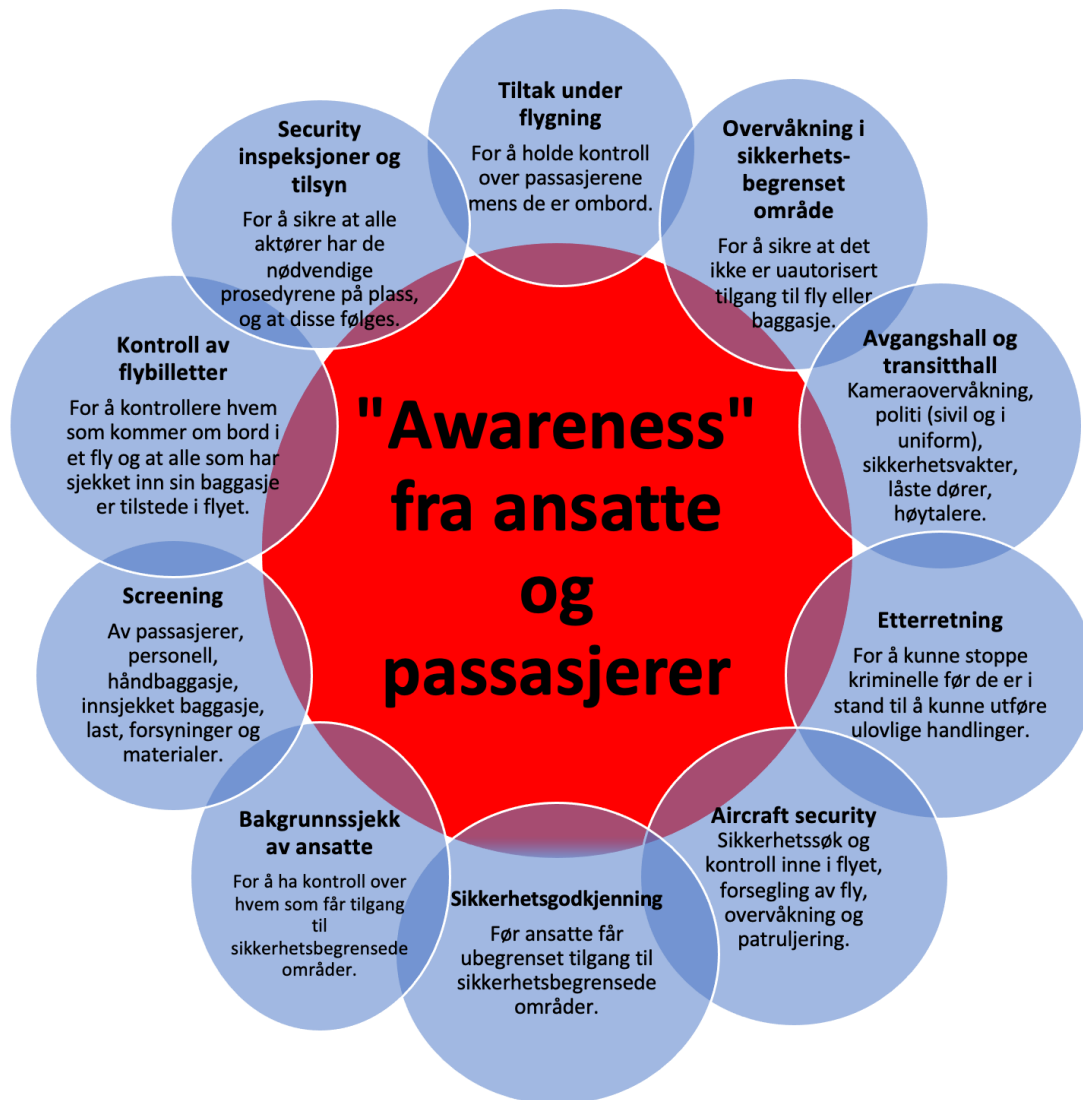 Tiltak under
flygning
For å holde kontroll
over passasjerene
mens de er ombord.
Overvåkning i
sikkerhets-
begrenset
område
For å sikre at det
ikke er uautorisert
tilgang til fly eller
baggasje.
Avgangshall og
transitthall
Kameraovervåkning,
politi (sivil og i
uniform),
sikkerhetsvakter,
låste dører,
høytalere.
Etterretning
For å kunne stoppe
kriminelle før de er i
stand til å kunne utføre
ulovlige handlinger.
Aircraft security
Sikkerhetssøk og
kontroll inne i flyet,
forsegling av fly,
overvåkning og
patruljering.
Sikkerhetsgodkjenning
Før ansatte får
ubegrenset tilgang til
sikkerhetsbegrensede
områder.
Bakgrunnssjekk
av ansatte
For å ha kontroll over
hvem som får tilgang
til
sikkerhetsbegrensede
områder.
Screening
Av passasjerer,
personell,
håndbaggasje,
innsjekket baggasje,
last, forsyninger og
materialer.
Kontroll av
flybilletter
For å kontrollere hvem
som kommer om bord i
et fly og at alle som har
sjekket inn sin baggasje
er tilstede i flyet.
Security
inspeksjoner og
tilsyn
For å sikre at alle
aktører har de
nødvendige
prosedyrene på plass,
og at disse følges.
"Awareness"
fra ansatte
og
passasjerer